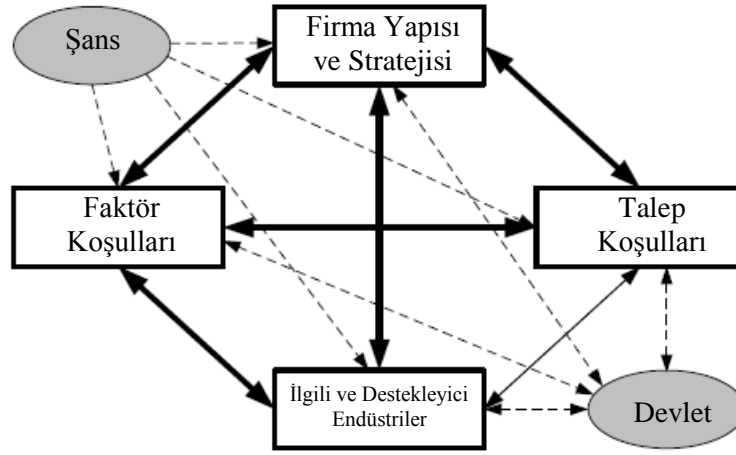 Şans
Firma Yapısı
ve Stratejisi
Faktör
Koşulları
Talep
Koşulları
İlgili ve Destekleyici
Endüstriler
Devlet